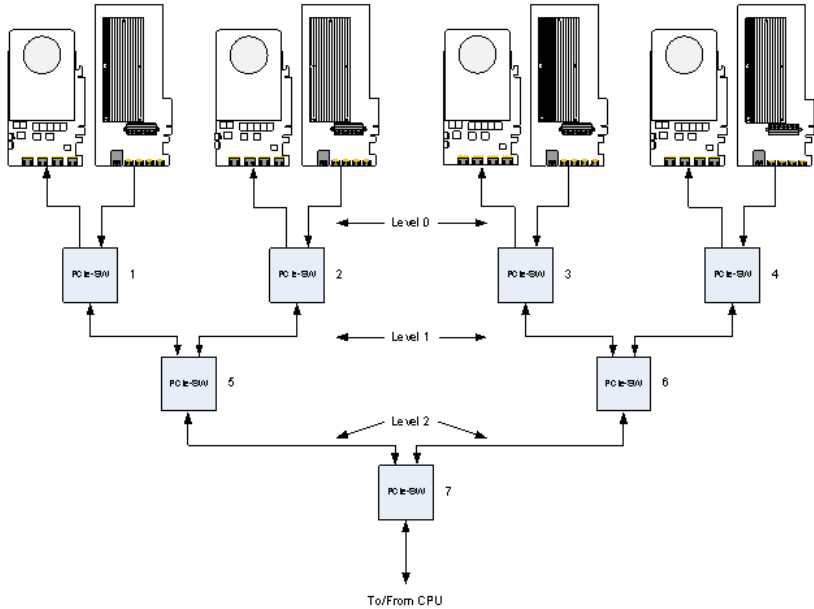 Level 0
PCIe-SW 1
PCIe-SW 2
PCIe-SW 3
PCIe-SW 4
Level 1
PCIe-SW 5
PCIe-SW 6
Level 2
PCIe-SW 7
To/From CPU